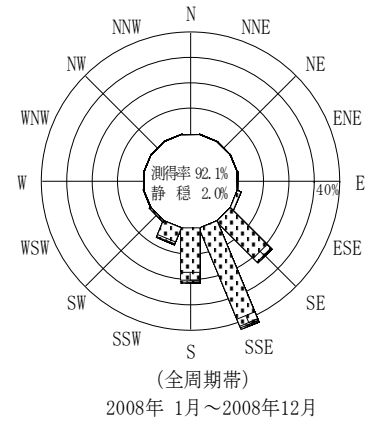 N
NNW NNE
NW NE
WNW ENE
測得率 92.1%
静 穏 2.0%
W 40% E
WSW ESE
SW SE
SSW SSE
S
(全周期帯)
2008年 1月～2008年12月